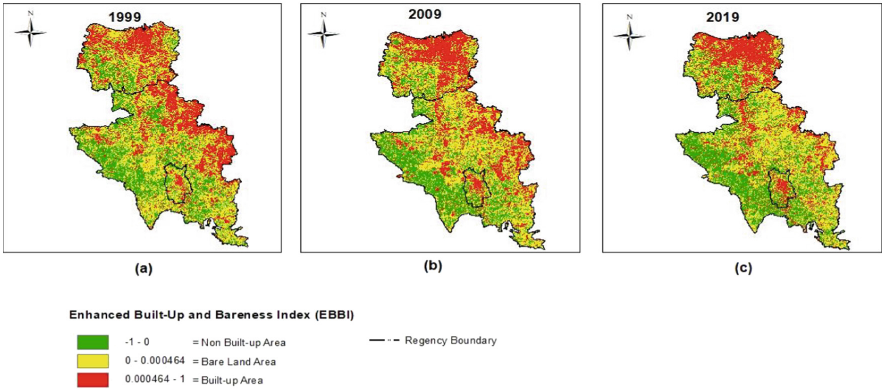 1999
N
2009
N
2019
N
(a)
(b)
(c)
Enhanced Built-Up and Bareness Index (EBBI)
-1 - 0 = Non Built-up Area
0 - 0.000464 = Bare Land Area
0.000464 - 1 = Built-up Area
Regency Boundary